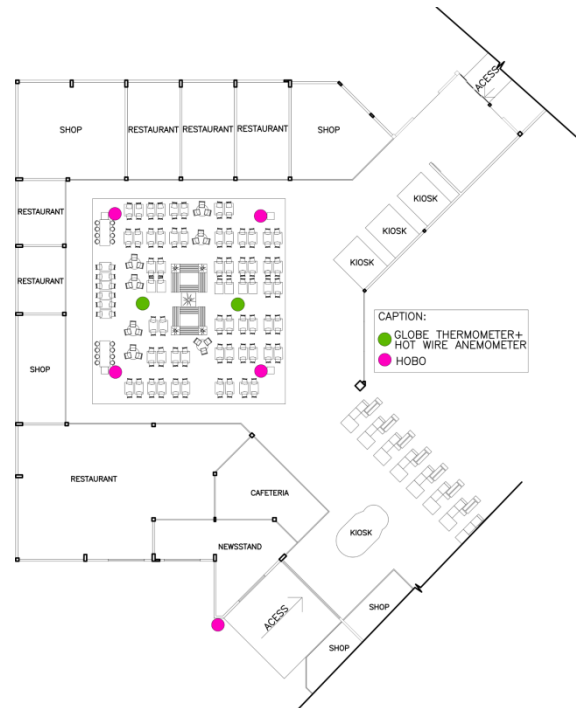 ACESS
SHOP
RESTAURANT
RESTAURANT
RESTAURANT
SHOP
KIOSK
RESTAURANT
KIOSK
KIOSK
RESTAURANT
CAPTION:
GLOBE THERMOMETER+
HOT WIRE ANEMOMETER
HOBO
SHOP
RESTAURANT
CAFETERIA
KIOSK
NEWSSTAND
ACESS
SHOP
SHOP